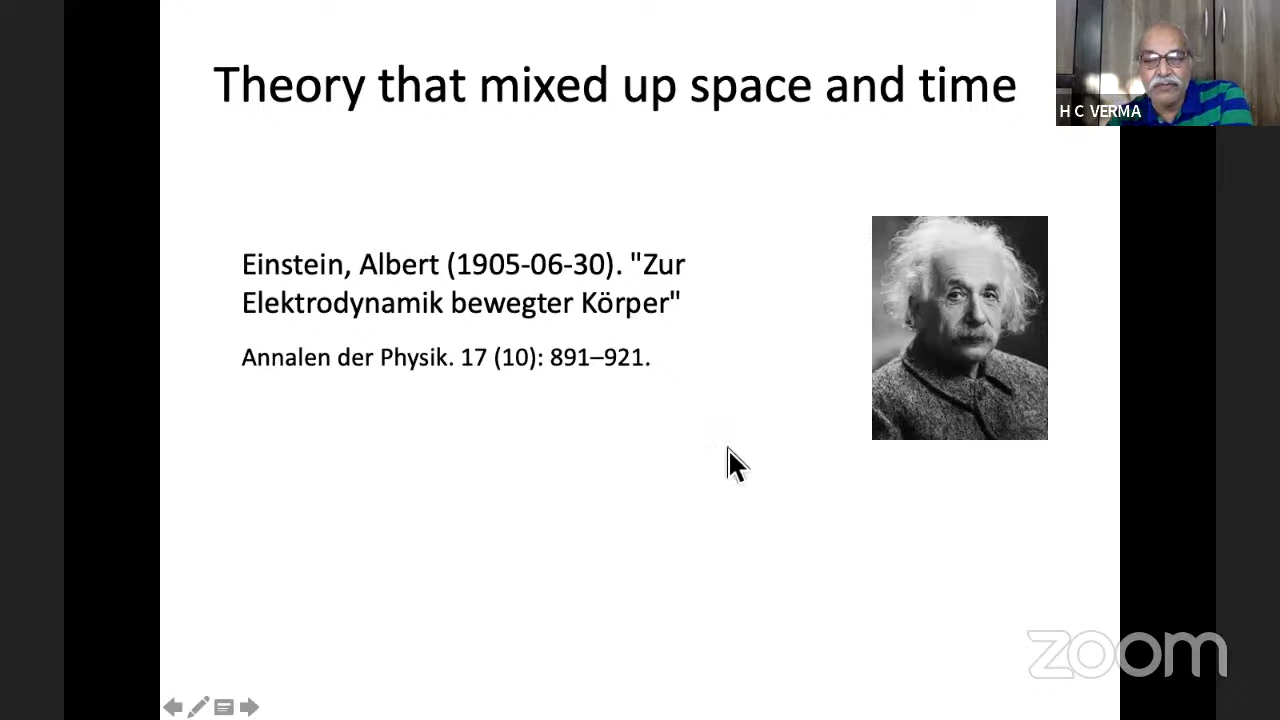 Theory that mixed up space and time
H C VERMA
Einstein, Albert (1905-06-30). "Zur
Elektrodynamik bewegter Körper"
Annalen der Physik. 17 (10): 891–921.
zoom